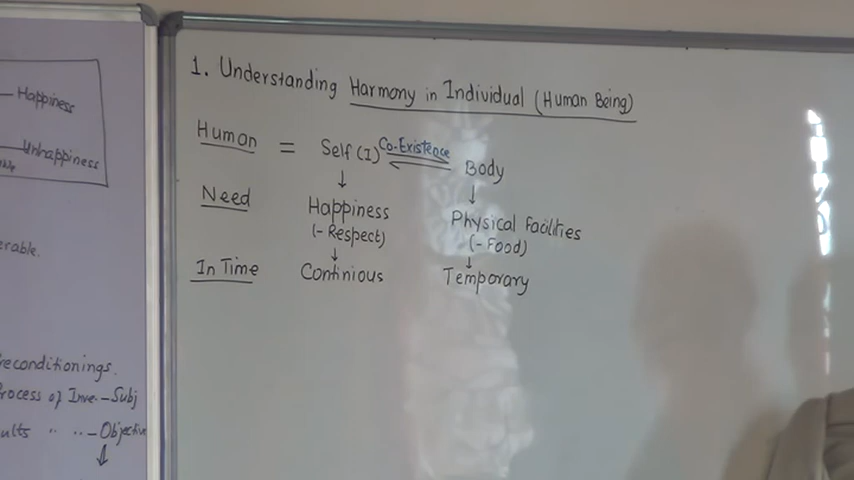 Happiness
Unhappiness
erable.
reconditionings.
rocess of Inve.-Subj
ults " " - Objective
↓
1. Understanding Harmony in Individual (Human Being)
Human = Self (I) Co-Existence Body
↓ ↓
Need Happiness Physical facilities
(-Respect) (-Food)
↓ ↓
In Time Continious Temporary